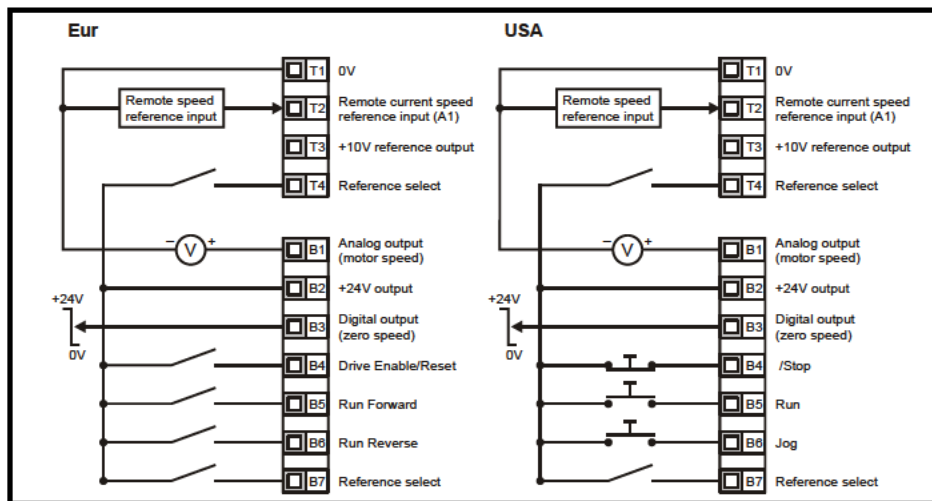 Eur
T1 0V
Remote speed
reference input
T2 Remote current speed
reference input (A1)
T3 +10V reference output
T4 Reference select
− V +
B1 Analog output
(motor speed)
B2 +24V output
+24V
0V
B3 Digital output
(zero speed)
B4 Drive Enable/Reset
B5 Run Forward
B6 Run Reverse
B7 Reference select
USA
T1 0V
Remote speed
reference input
T2 Remote current speed
reference input (A1)
T3 +10V reference output
T4 Reference select
− V +
B1 Analog output
(motor speed)
B2 +24V output
+24V
0V
B3 Digital output
(zero speed)
B4 /Stop
B5 Run
B6 Jog
B7 Reference select